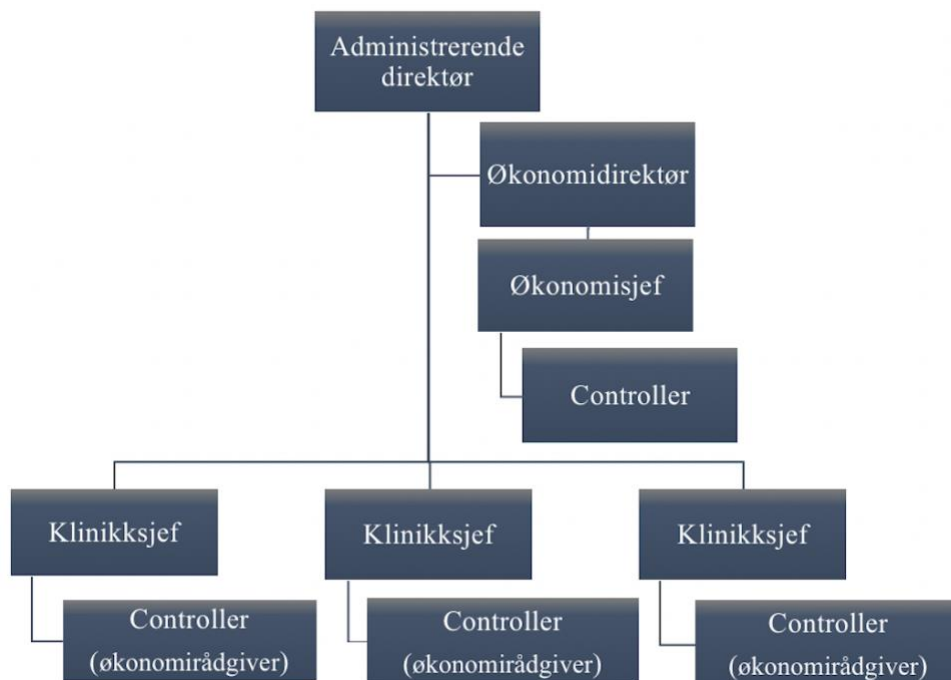 Administrerende
direktør
Økonomidirektør
Økonomisjef
Controller
Klinikksjef
Klinikksjef
Klinikksjef
Controller
(økonomirådgiver)
Controller
(økonomirådgiver)
Controller
(økonomirådgiver)